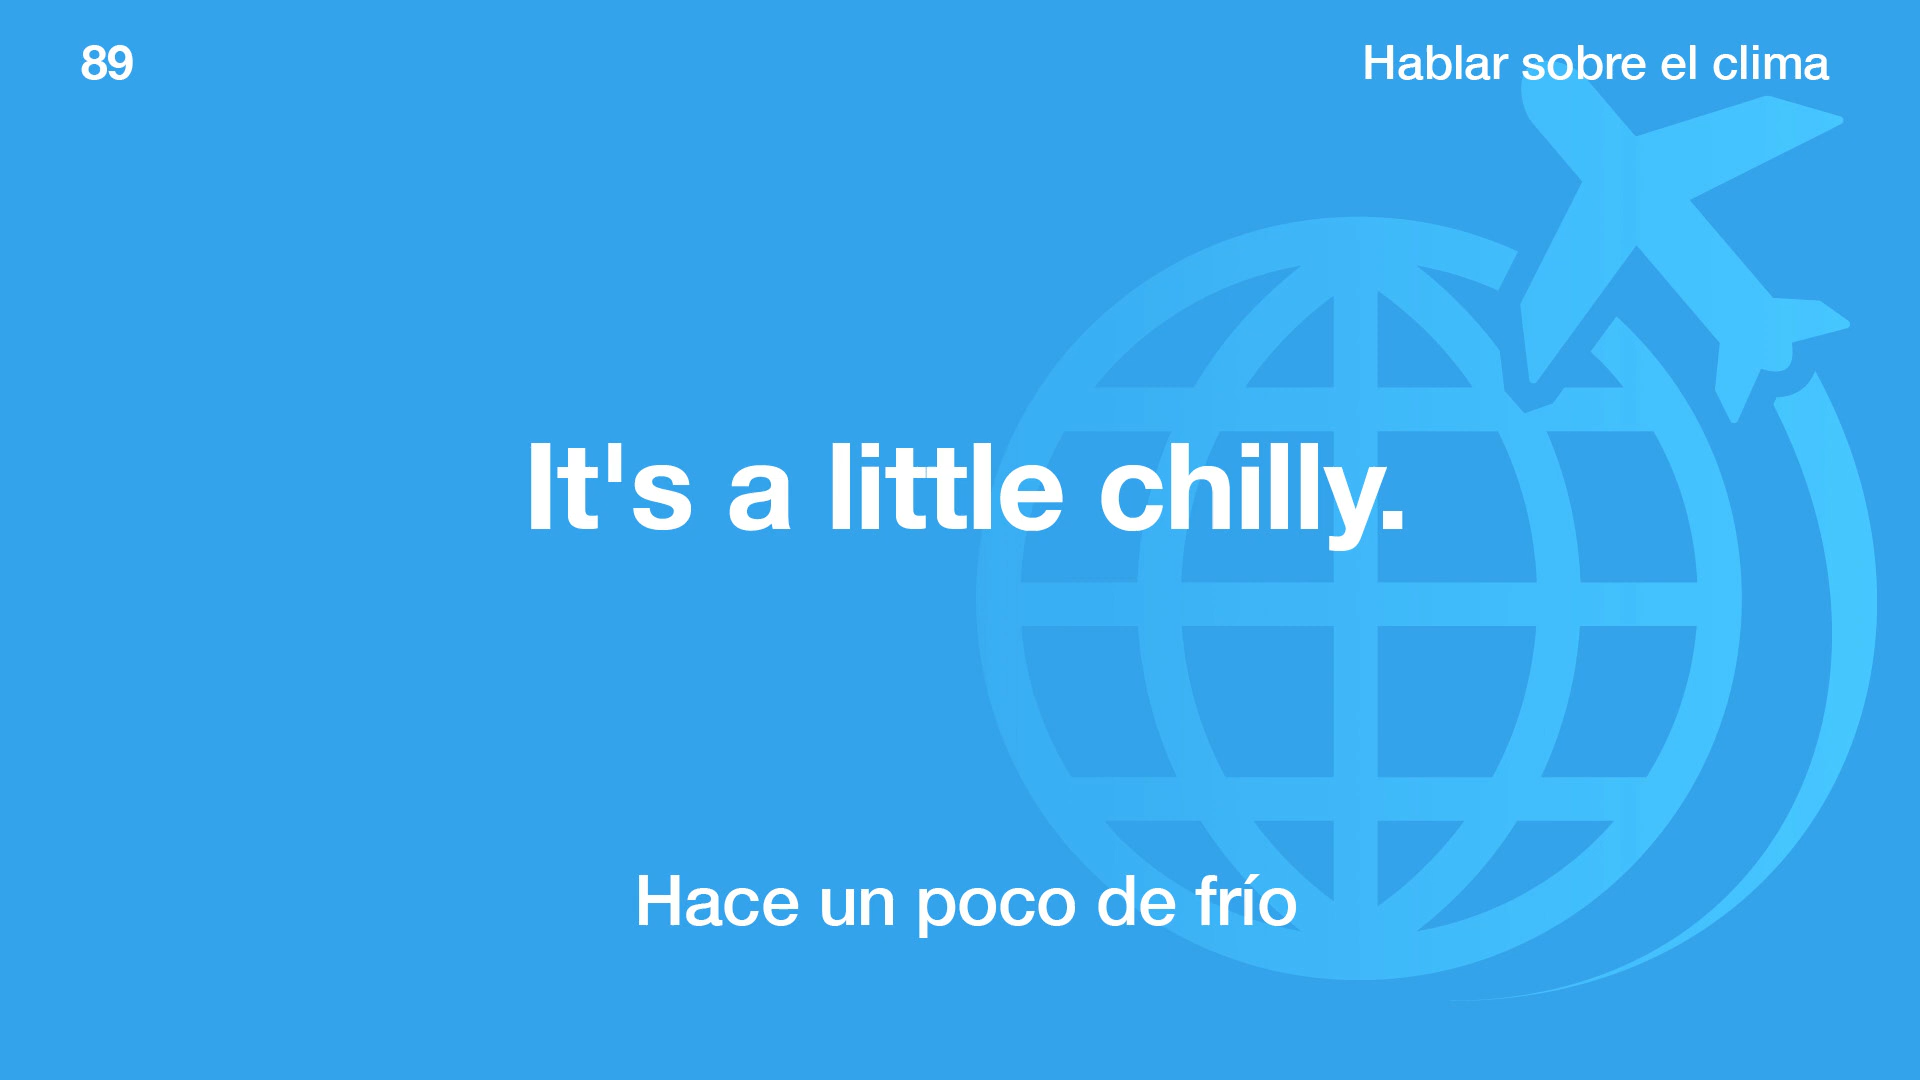 89
Hablar sobre el clima
It's a little chilly.
Hace un poco de frío